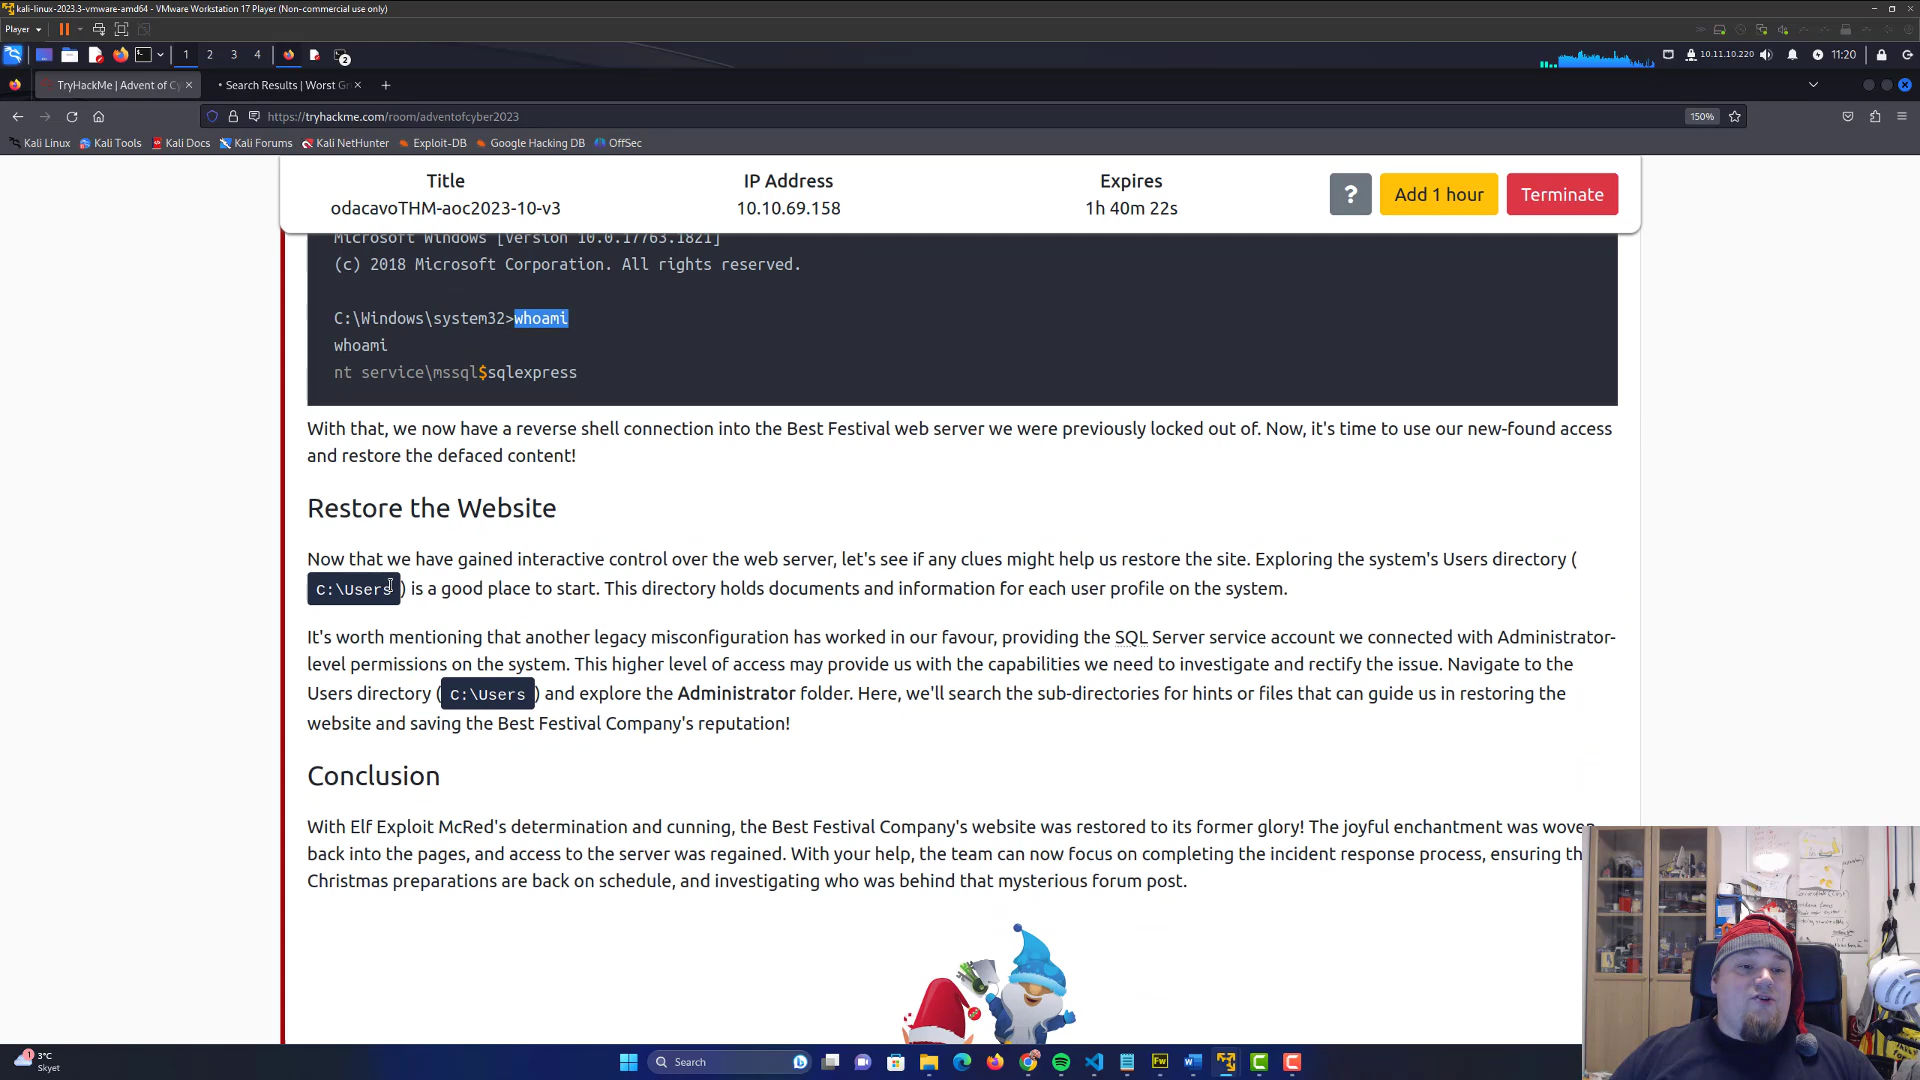 kali-linux-2023.3-vmware-amd64 - VMware Workstation 17 Player (Non-commercial use only)
Player
1 2 3 4
2
10.11.10.220
11:20
TryHackMe | Advent of Cy
Search Results | Worst Gr
https://tryhackme.com/room/adventofcyber2023
150%
Kali Linux Kali Tools Kali Docs Kali Forums Kali NetHunter Exploit-DB Google Hacking DB OffSec
Title IP Address Expires
odacavoTHM-aoc2023-10-v3 10.10.69.158 1h 40m 22s
? Add 1 hour Terminate
Microsoft Windows [Version 10.0.17763.1821]
(c) 2018 Microsoft Corporation. All rights reserved.
C:\Windows\system32>whoami
whoami
nt service\mssql$sqlexpress
With that, we now have a reverse shell connection into the Best Festival web server we were previously locked out of. Now, it's time to use our new-found access
and restore the defaced content!
Restore the Website
Now that we have gained interactive control over the web server, let's see if any clues might help us restore the site. Exploring the system's Users directory (
C:\Users ) is a good place to start. This directory holds documents and information for each user profile on the system.
It's worth mentioning that another legacy misconfiguration has worked in our favour, providing the SQL Server service account we connected with Administrator-
level permissions on the system. This higher level of access may provide us with the capabilities we need to investigate and rectify the issue. Navigate to the
Users directory ( C:\Users ) and explore the Administrator folder. Here, we'll search the sub-directories for hints or files that can guide us in restoring the
website and saving the Best Festival Company's reputation!
Conclusion
With Elf Exploit McRed's determination and cunning, the Best Festival Company's website was restored to its former glory! The joyful enchantment was woven
back into the pages, and access to the server was regained. With your help, the team can now focus on completing the incident response process, ensuring th
Christmas preparations are back on schedule, and investigating who was behind that mysterious forum post.
1
3°C
Skyet
Search
Fw